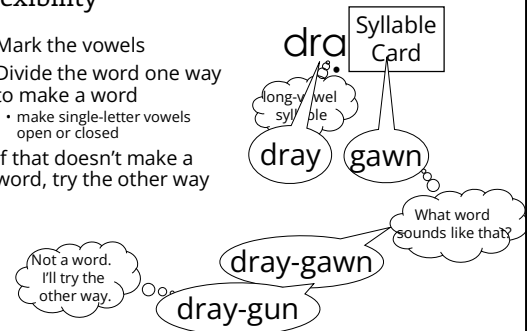 exibility
Mark the vowels
Divide the word one way
to make a word
• make single-letter vowels
open or closed
If that doesn't make a
word, try the other way
dra
Syllable
Card
long-vowel
syllable
dray
gawn
What word
sounds like that?
dray-gawn
Not a word.
I'll try the
other way.
dray-gun